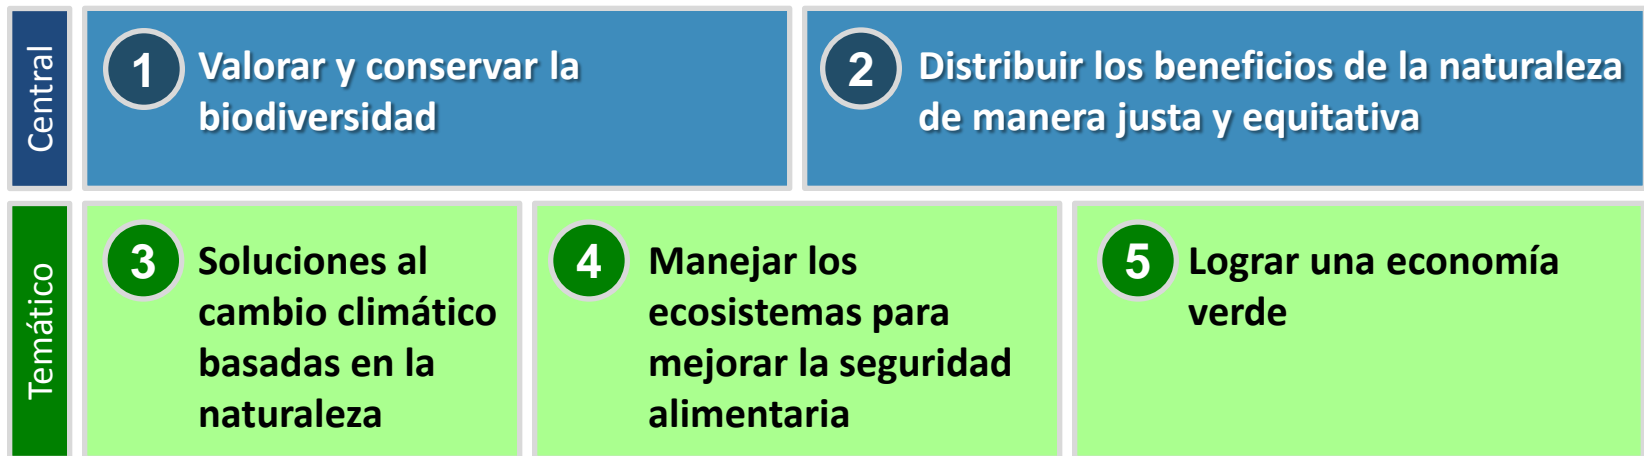 Central
1
Valorar y conservar la
biodiversidad
2
Distribuir los beneficios de la naturaleza
de manera justa y equitativa
Temático
3
Soluciones al
cambio climático
basadas en la
naturaleza
4
Manejar los
ecosistemas para
mejorar la seguridad
alimentaria
5
Lograr una economía
verde